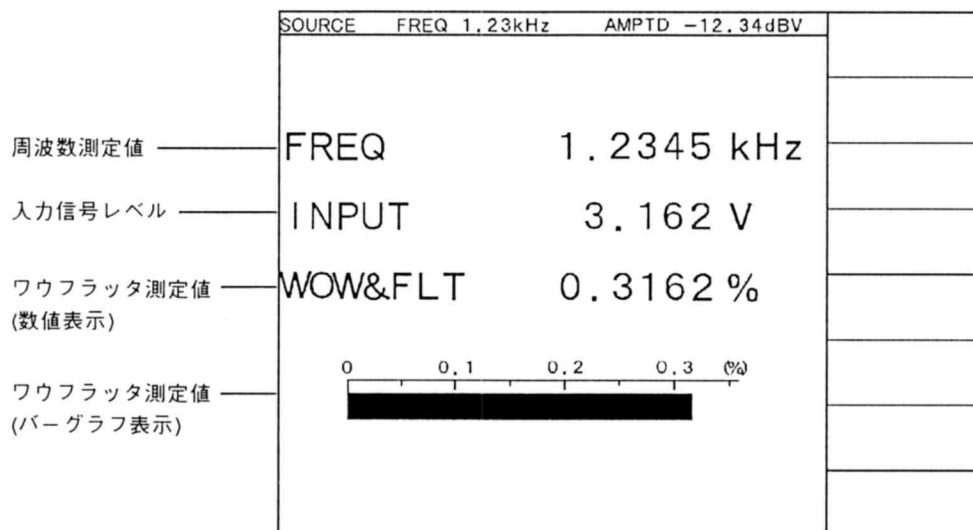 SOURCE FREQ 1.23kHz AMPTD -12.34dBV
周波数測定値
FREQ 1.2345 kHz
入力信号レベル
INPUT 3.162 V
ワウフラッタ測定値
(数値表示)
WOW&FLT 0.3162 %
0 0.1 0.2 0.3 (%)
ワウフラッタ測定値
(バーグラフ表示)